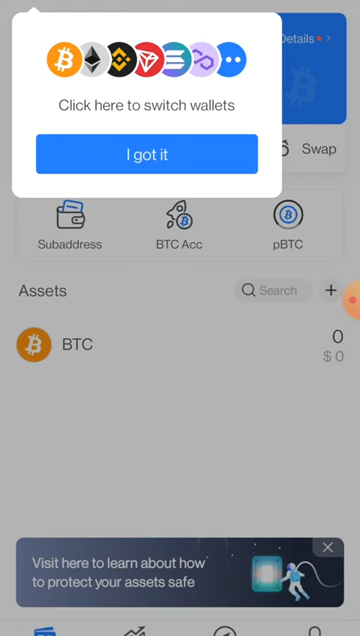 Details
Click here to switch wallets
I got it
Swap
Subaddress
BTC Acc
pBTC
Assets
Search
BTC
0
$ 0
Visit here to learn about how
to protect your assets safe